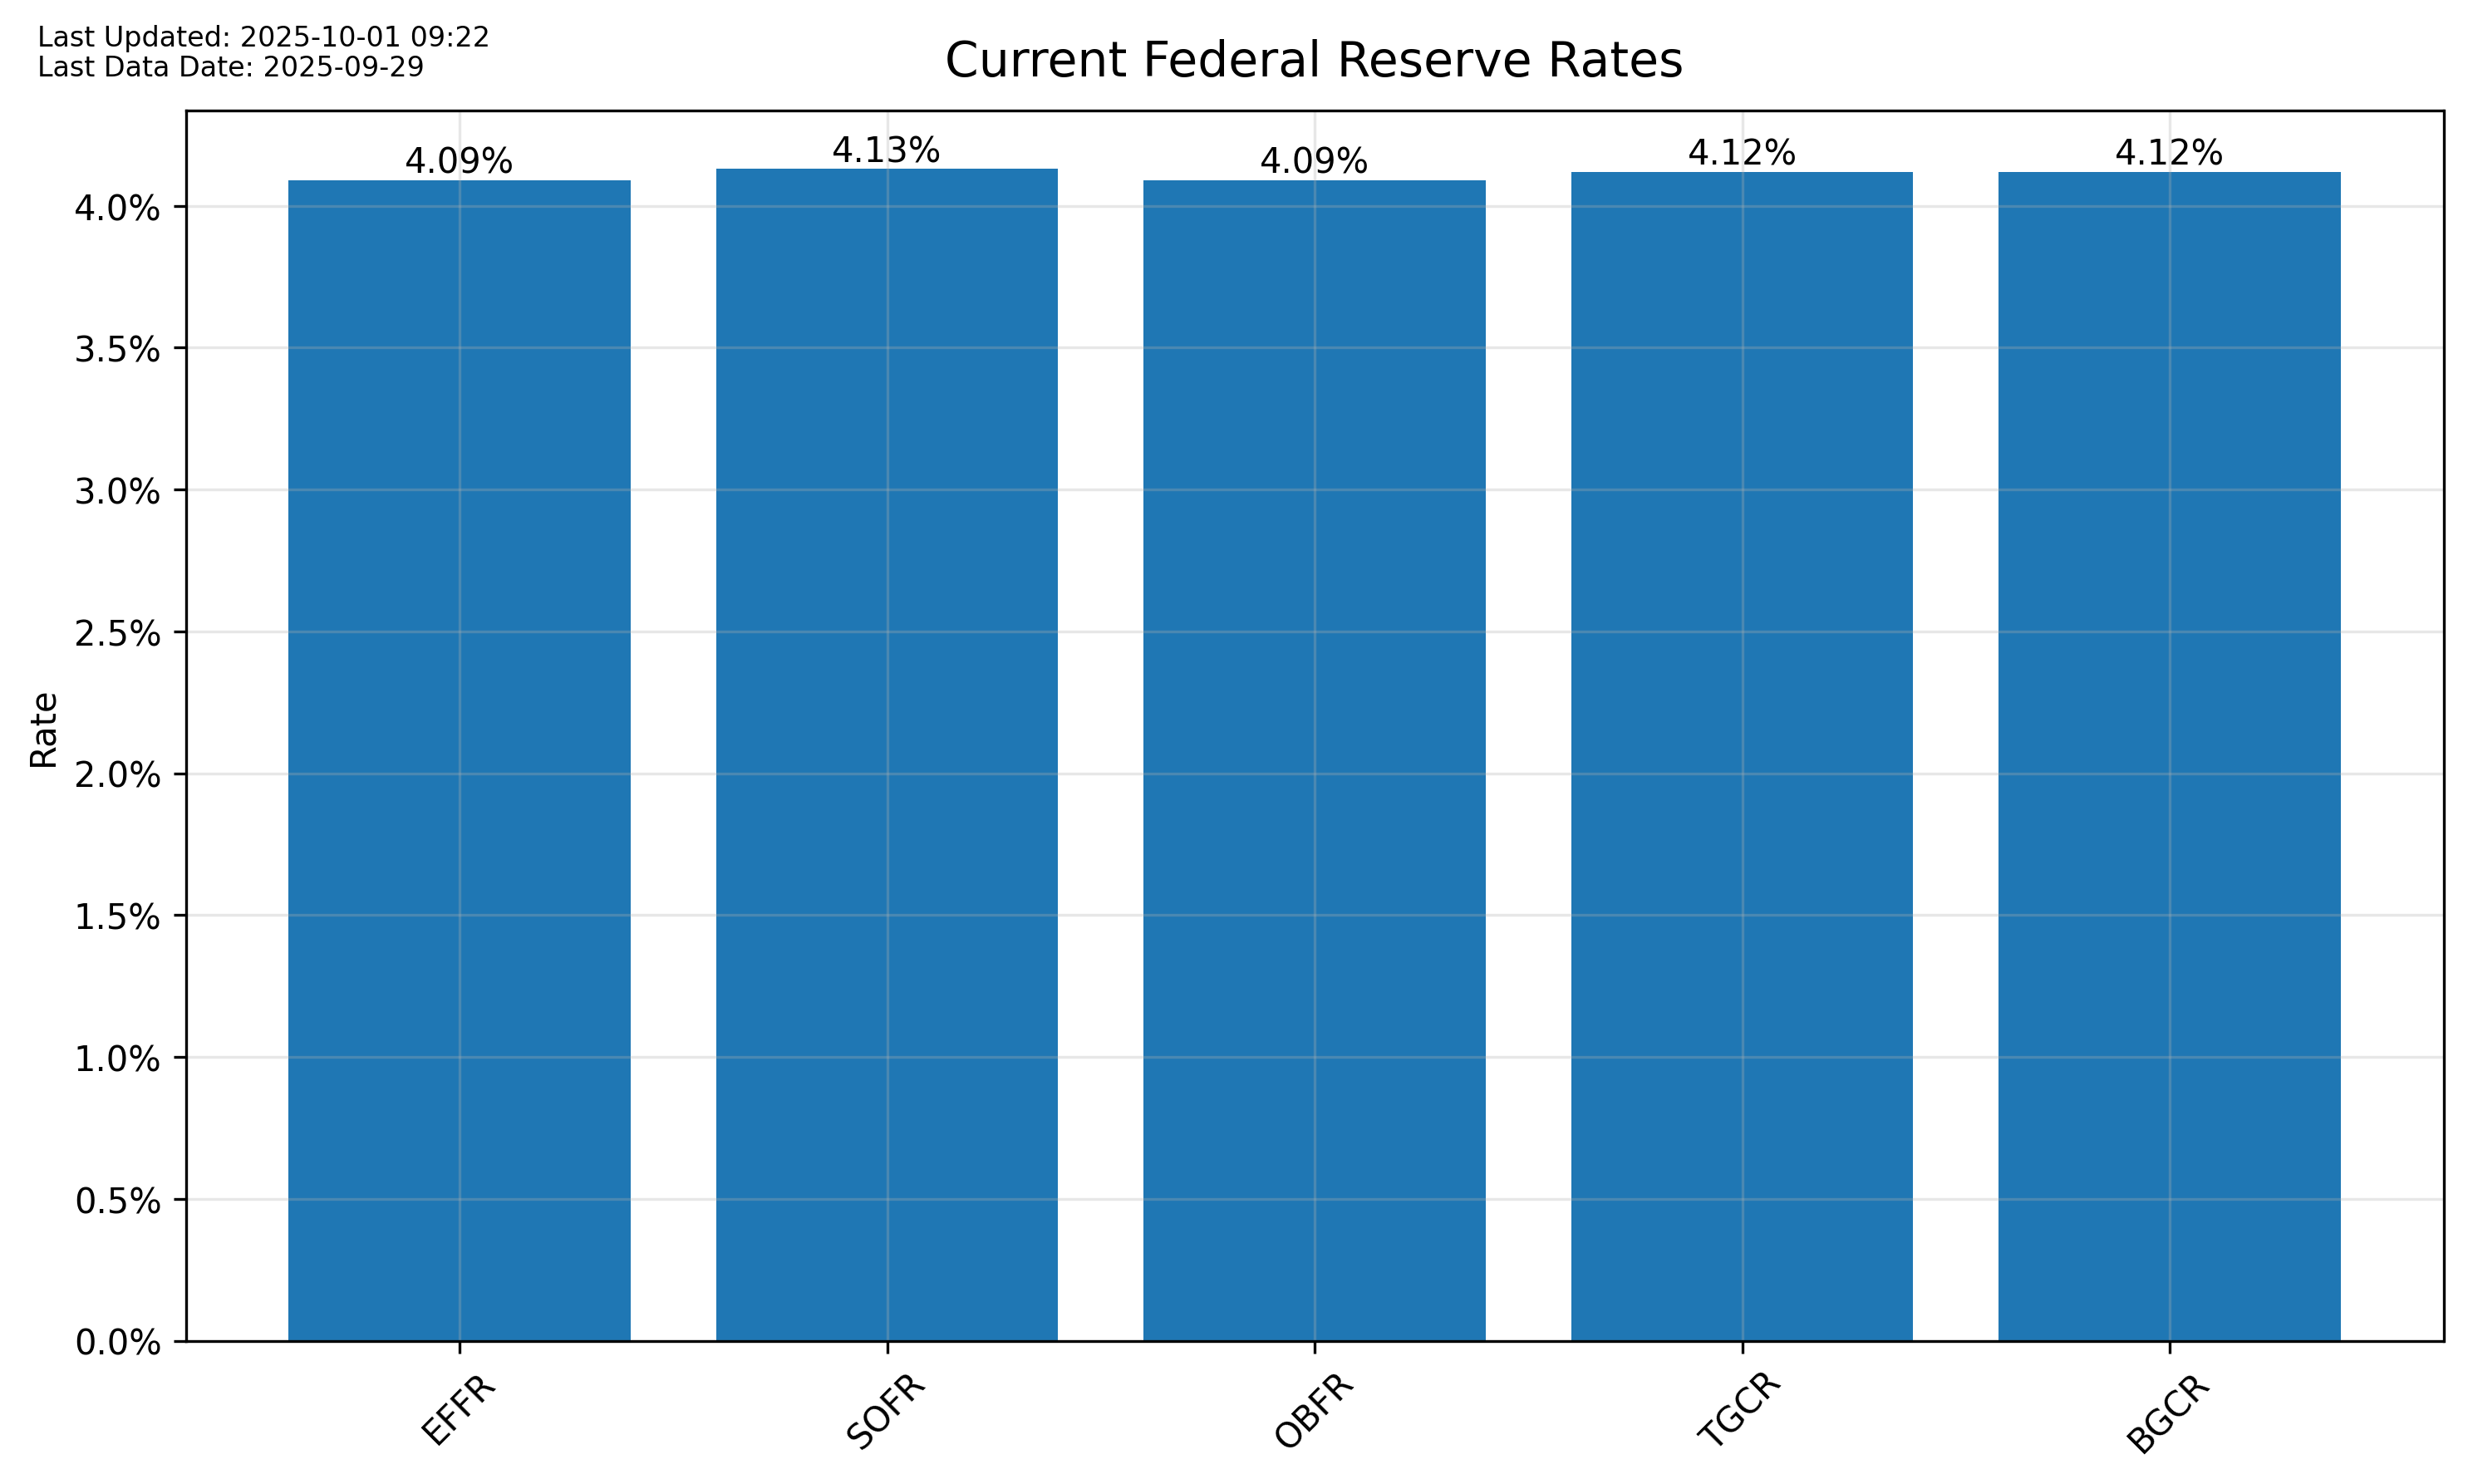 Last Updated: 2025-10-01 09:22
Last Data Date: 2025-09-29
Current Federal Reserve Rates
4.09%
4.13%
4.09%
4.12%
4.12%
4.0%
3.5%
3.0%
2.5%
2.0%
1.5%
1.0%
0.5%
0.0%
Rate
EFFR
SOFR
OBFR
TGCR
BGCR